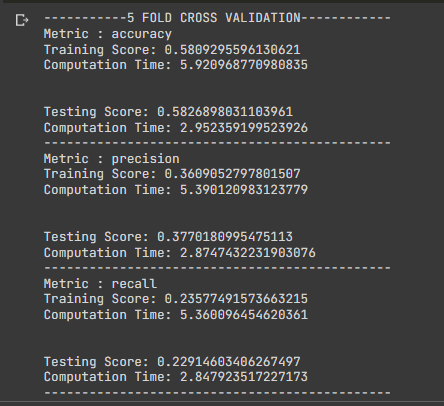 -----------5 FOLD CROSS VALIDATION------------
Metric : accuracy
Training Score: 0.5809295596130621
Computation Time: 5.920968770980835
Testing Score: 0.5826898031103961
Computation Time: 2.952359199523926
----------------------------------------------
Metric : precision
Training Score: 0.3609052797801507
Computation Time: 5.390120983123779
Testing Score: 0.3770180995475113
Computation Time: 2.8747432231903076
----------------------------------------------
Metric : recall
Training Score: 0.23577491573663215
Computation Time: 5.360096454620361
Testing Score: 0.22914603406267497
Computation Time: 2.847923517227173
----------------------------------------------